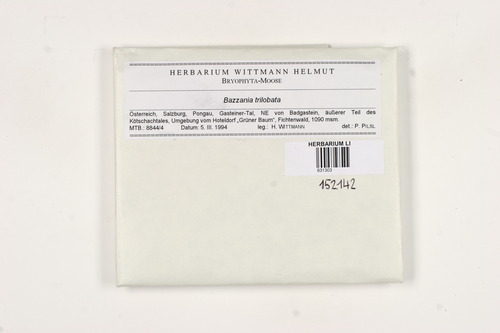 HERBARIUM WITTMANN HELMUT
BRYOPHYTA-MOOSE
Bazzania trilobata
Österreich, Salzburg, Pongau, Gasteiner-Tal, NE von Badgastein, äußerer Teil des
Kötschachtales, Umgebung vom Hoteldorf „Grüner Baum", Fichtenwald, 1090 msm.
MTB.: 8844/4 Datum: 5. III. 1994 leg.: H. WITTMANN det.: P. PILSL
HERBARIUM LI
631303
152142